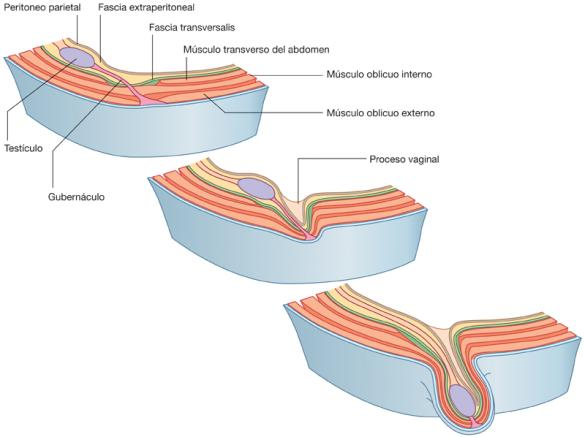 Peritoneo parietal
Fascia extraperitoneal
Fascia transversalis
Músculo transverso del abdomen
Músculo oblicuo interno
Músculo oblicuo externo
Testículo
Gubernáculo
Proceso vaginal